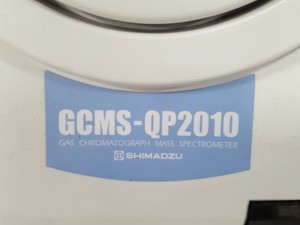 GCMS-QP2010
GAS CHROMATOGRAPH MASS SPECTROMETER
SHIMADZU